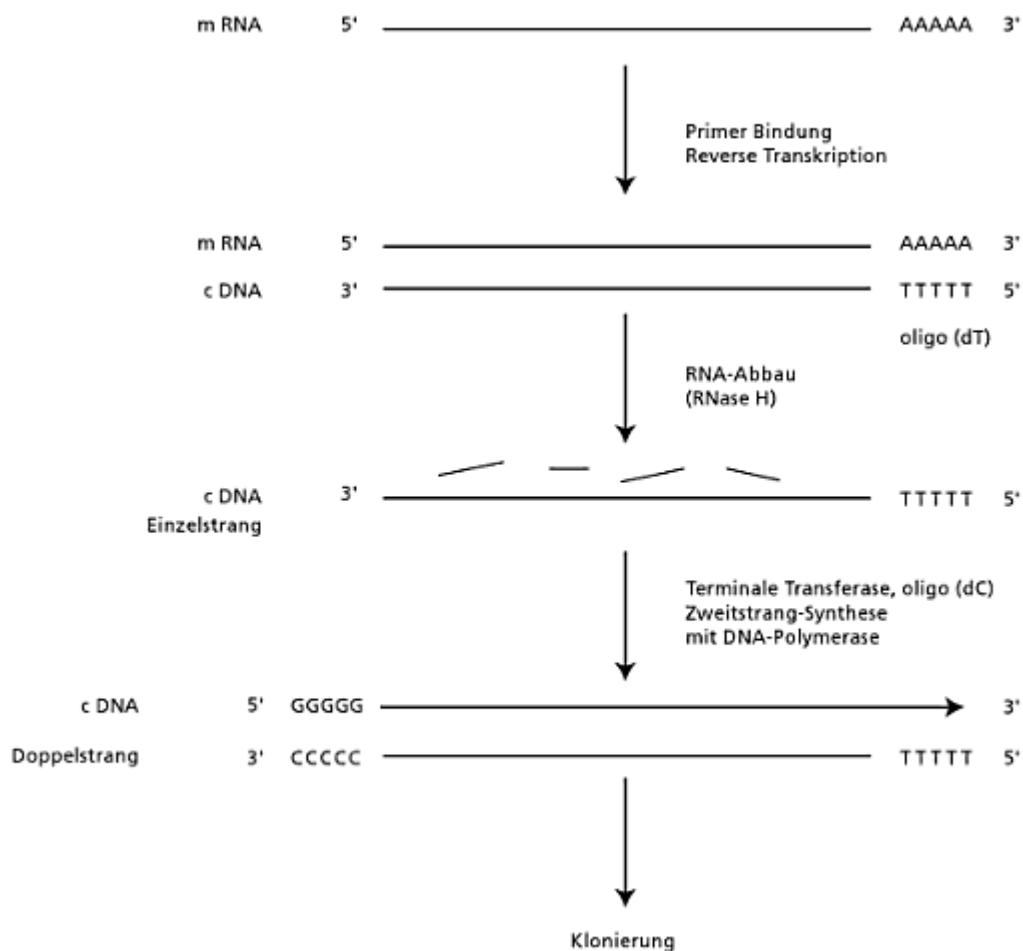 m RNA 5' AAAAA 3'
Primer Bindung
Reverse Transkription
m RNA 5' AAAAA 3'
c DNA 3' TTTTT 5'
oligo (dT)
RNA-Abbau
(RNase H)
c DNA 3' TTTTT 5'
Einzelstrang
Terminale Transferase, oligo (dC)
Zweitstrang-Synthese
mit DNA-Polymerase
c DNA 5' GGGGG 3'
Doppelstrang 3' CCCCC TTTTT 5'
Klonierung